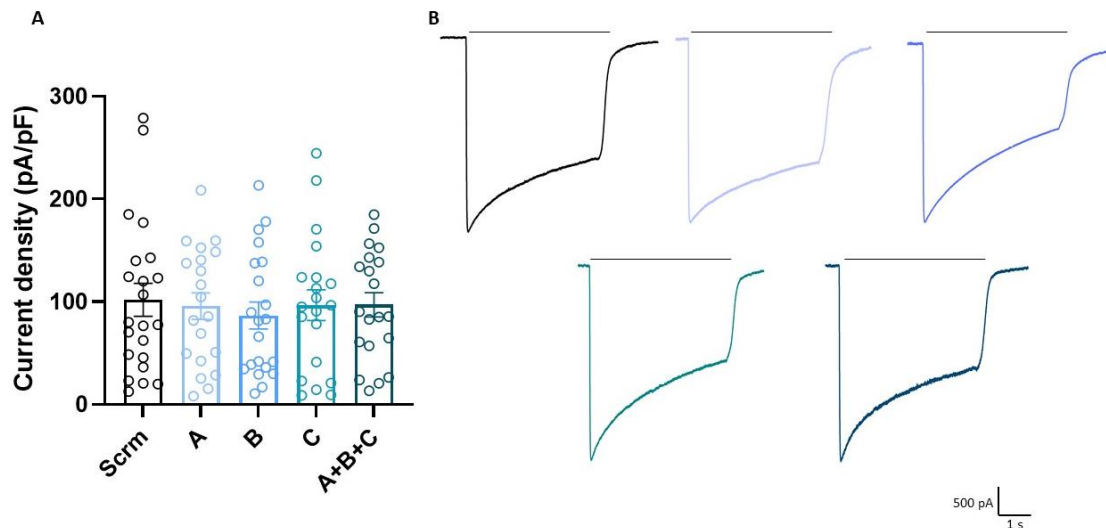 A
B
Current density (pA/pF)
300
200
100
0
Scrm
A
B
C
A+B+C
500 pA
1 s